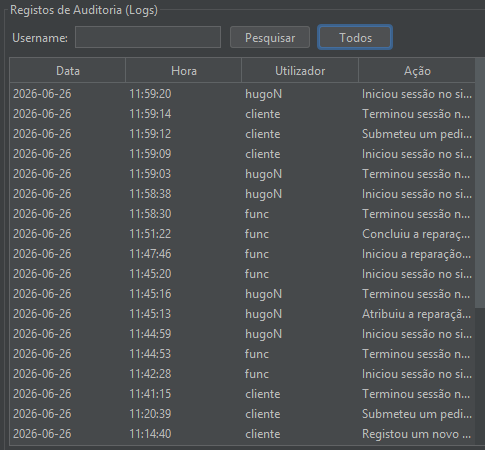 Registos de Auditoria (Logs)
Username: Pesquisar Todos
Data Hora Utilizador Ação
2026-06-26 11:59:20 hugoN Iniciou sessão no si...
2026-06-26 11:59:14 cliente Terminou sessão n...
2026-06-26 11:59:12 cliente Submeteu um pedi...
2026-06-26 11:59:09 cliente Iniciou sessão no si...
2026-06-26 11:59:03 hugoN Terminou sessão n...
2026-06-26 11:58:38 hugoN Iniciou sessão no si...
2026-06-26 11:58:30 func Terminou sessão n...
2026-06-26 11:51:22 func Concluiu a reparaç...
2026-06-26 11:47:46 func Iniciou a reparação...
2026-06-26 11:45:20 func Iniciou sessão no si...
2026-06-26 11:45:16 hugoN Terminou sessão n...
2026-06-26 11:45:13 hugoN Atribuiu a reparaçã...
2026-06-26 11:44:59 hugoN Iniciou sessão no si...
2026-06-26 11:44:53 func Terminou sessão n...
2026-06-26 11:42:28 func Iniciou sessão no si...
2026-06-26 11:41:15 cliente Terminou sessão n...
2026-06-26 11:20:39 cliente Submeteu um pedi...
2026-06-26 11:14:40 cliente Registou um novo ...